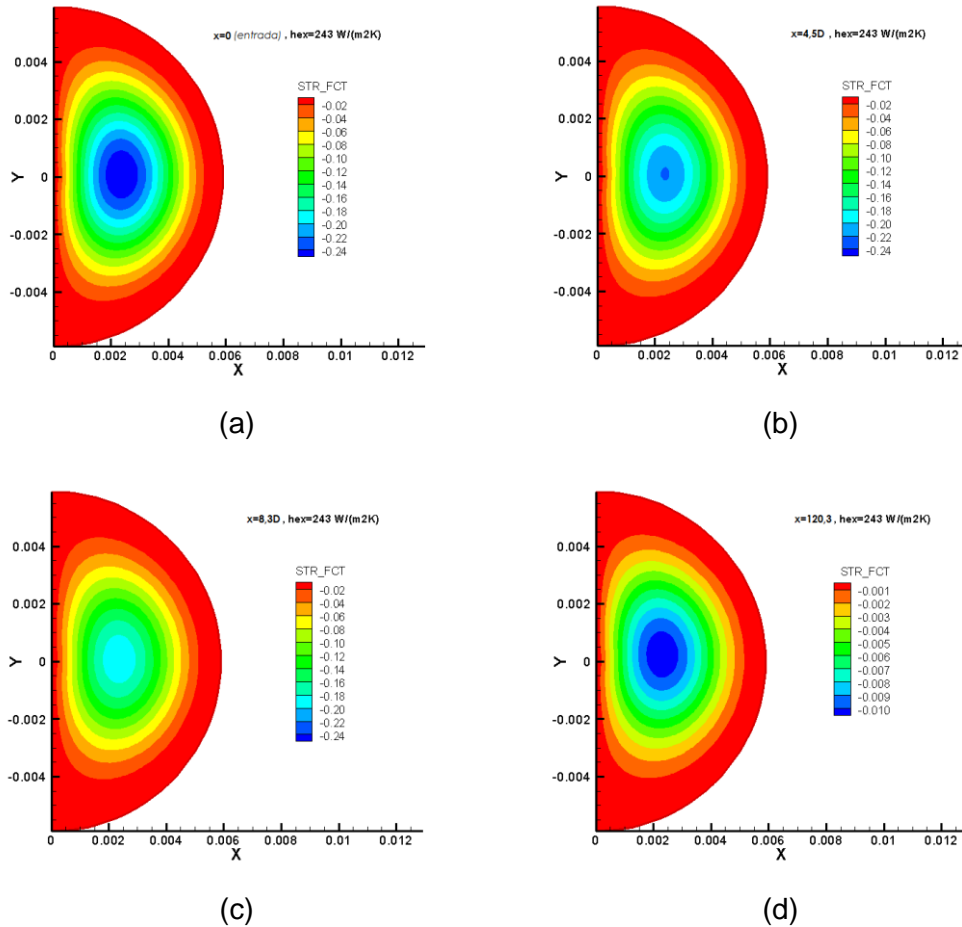 x=0 (entrada) , hex=243 W/(m2K)
STR_FCT
-0.02
-0.04
-0.06
-0.08
-0.10
-0.12
-0.14
-0.16
-0.18
-0.20
-0.22
-0.24
0.004
0.002
0
-0.002
-0.004
Y
0 0.002 0.004 0.006 0.008 0.01 0.012
X
(a)
x=4,5D , hex=243 W/(m2K)
STR_FCT
-0.02
-0.04
-0.06
-0.08
-0.10
-0.12
-0.14
-0.16
-0.18
-0.20
-0.22
-0.24
0.004
0.002
0
-0.002
-0.004
Y
0 0.002 0.004 0.006 0.008 0.01 0.012
X
(b)
x=8,3D , hex=243 W/(m2K)
STR_FCT
-0.02
-0.04
-0.06
-0.08
-0.10
-0.12
-0.14
-0.16
-0.18
-0.20
-0.22
-0.24
0.004
0.002
0
-0.002
-0.004
Y
0 0.002 0.004 0.006 0.008 0.01 0.012
X
(c)
x=120,3 , hex=243 W/(m2K)
STR_FCT
-0.001
-0.002
-0.003
-0.004
-0.005
-0.006
-0.007
-0.008
-0.009
-0.010
0.004
0.002
0
-0.002
-0.004
Y
0 0.002 0.004 0.006 0.008 0.01 0.012
X
(d)